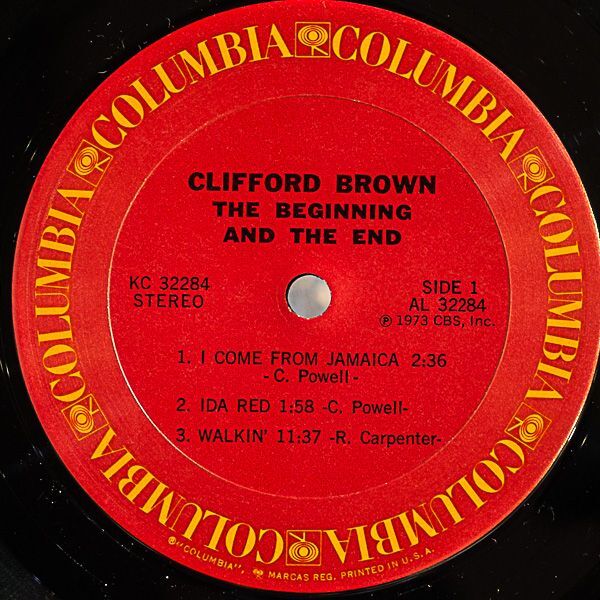 COLUMBIA COLUMBIA COLUMBIA COLUMBIA COLUMBIA COLUMBIA
CLIFFORD BROWN
THE BEGINNING
AND THE END
KC 32284
STEREO
SIDE 1
AL 32284
℗ 1973 CBS, Inc.
1. I COME FROM JAMAICA 2:36
-C. Powell-
2. IDA RED 1:58 -C. Powell-
3. WALKIN' 11:37 -R. Carpenter-
®"COLUMBIA", MARCAS REG. PRINTED IN U.S.A.